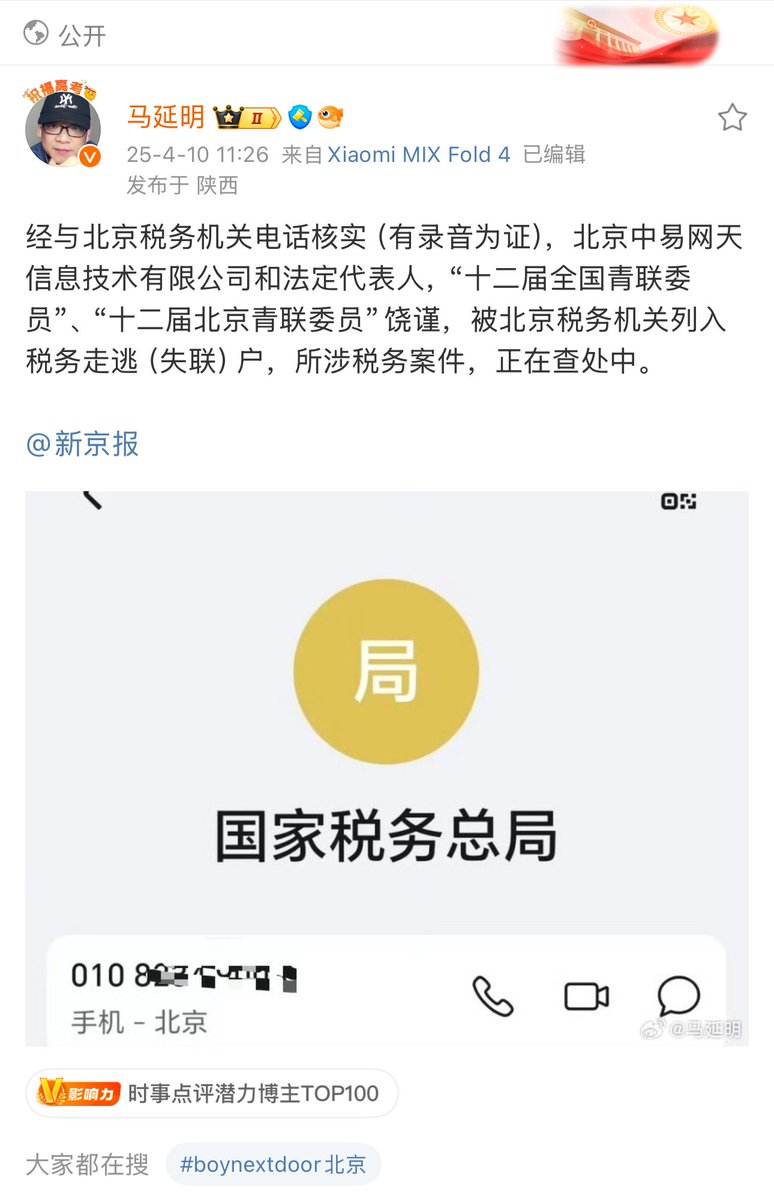 公开
祝福高考
马延明
II
25-4-10 11:26 来自 Xiaomi MIX Fold 4 已编辑
发布于 陕西
经与北京税务机关电话核实（有录音为证），北京中易网天
信息技术有限公司和法定代表人，“十二届全国青联委
员”、“十二届北京青联委员”饶谨，被北京税务机关列入
税务走逃（失联）户，所涉税务案件，正在查处中。
@新京报
局
国家税务总局
010 8
手机 – 北京
@马延明
V影响力 时事点评潜力博主TOP100
大家都在搜 #boynextdoor北京